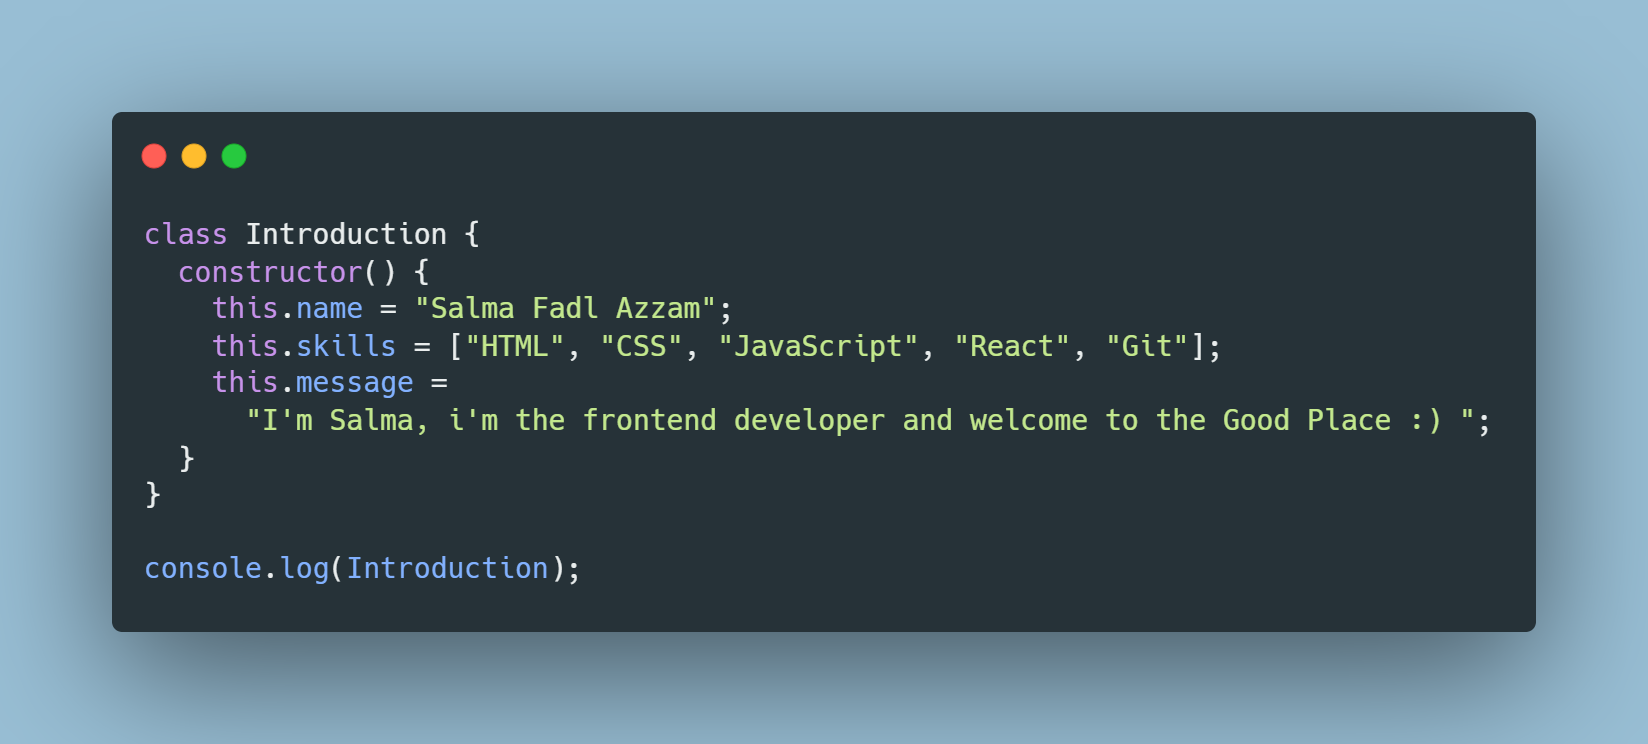 class Introduction {
  constructor() {
    this.name = "Salma Fadl Azzam";
    this.skills = ["HTML", "CSS", "JavaScript", "React", "Git"];
    this.message =
      "I'm Salma, i'm the frontend developer and welcome to the Good Place :) ";
  }
}

console.log(Introduction);